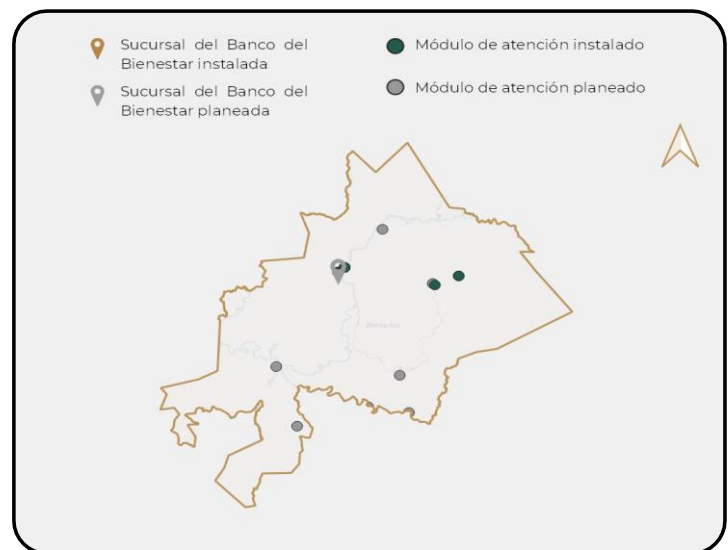 Sucursal del Banco del
Bienestar instalada
Sucursal del Banco del
Bienestar planeada
Módulo de atención instalado
Módulo de atención planeado